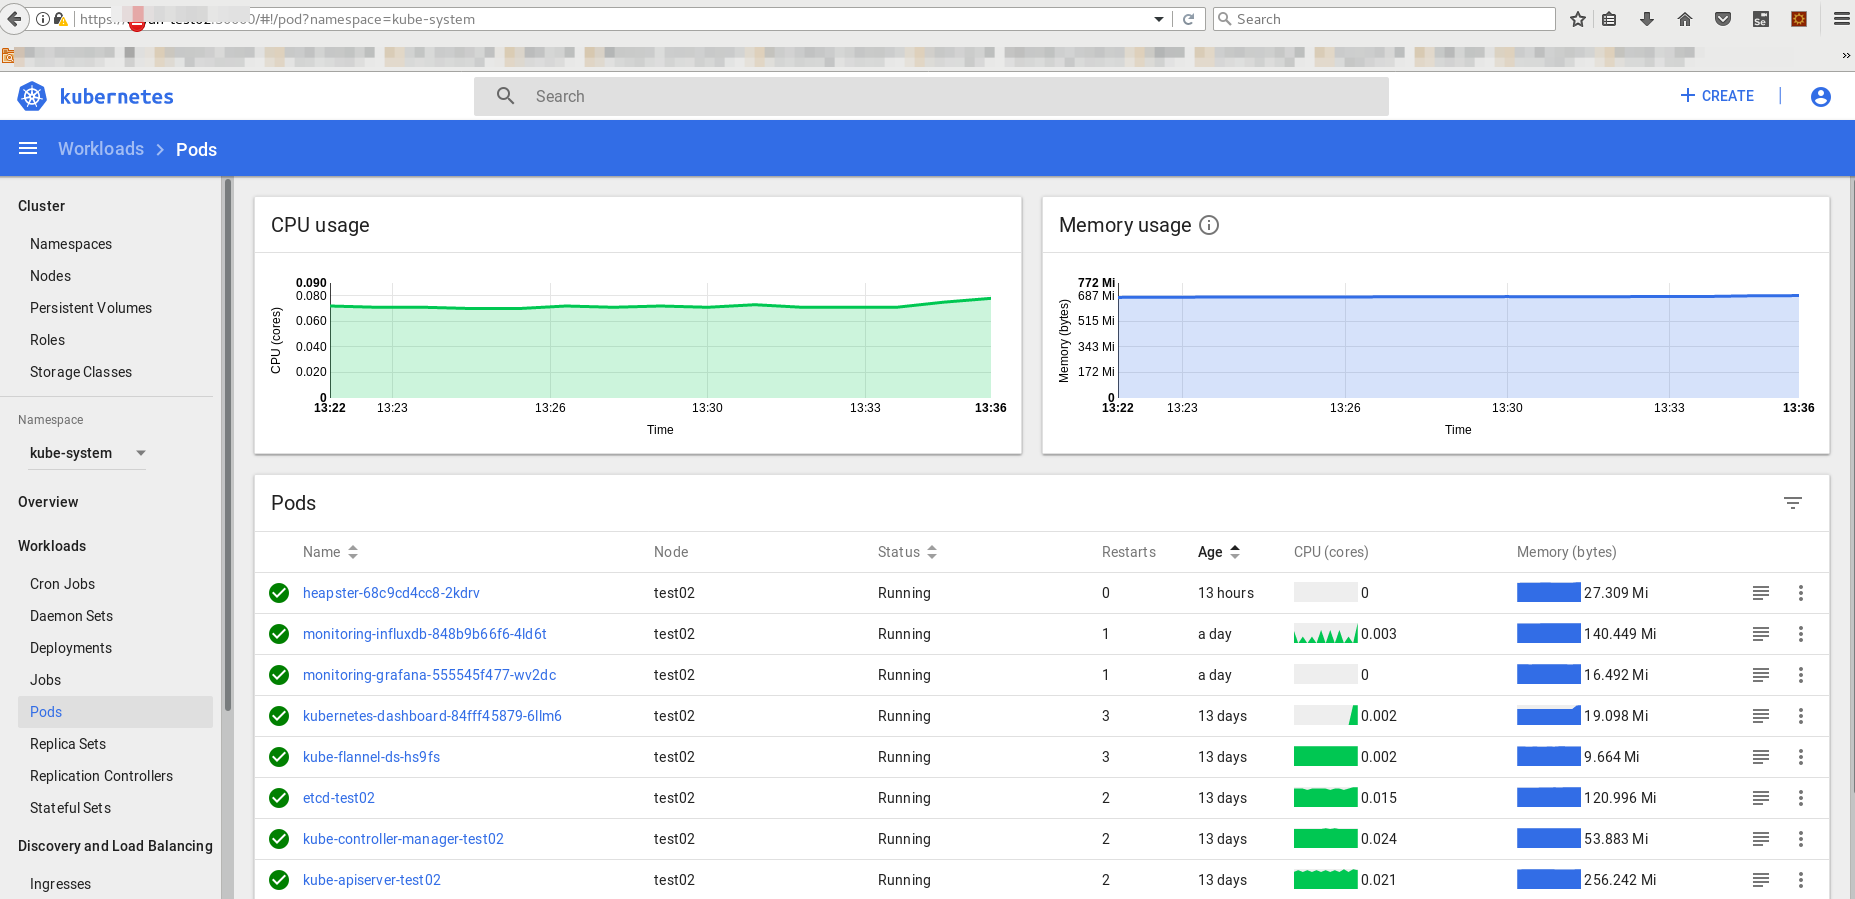 /#!/pod?namespace=kube-system
Search
kubernetes
Search
CREATE
Workloads > Pods
Cluster
Namespaces
Nodes
Persistent Volumes
Roles
Storage Classes
Namespace
kube-system
Overview
Workloads
Cron Jobs
Daemon Sets
Deployments
Jobs
Pods
Replica Sets
Replication Controllers
Stateful Sets
Discovery and Load Balancing
Ingresses
CPU usage
0.090
0.080
0.060
0.040
0.020
0
CPU (cores)
13:22 13:23 13:26 13:30 13:33 13:36
Time
Memory usage
772 Mi
687 Mi
515 Mi
343 Mi
172 Mi
0
Memory (bytes)
13:22 13:23 13:26 13:30 13:33 13:36
Time
Pods
Name Node Status Restarts Age CPU (cores) Memory (bytes)
heapster-68c9cd4cc8-2kdrv test02 Running 0 13 hours 0 27.309 Mi
monitoring-influxdb-848b9b66f6-4ld6t test02 Running 1 a day 0.003 140.449 Mi
monitoring-grafana-555545f477-wv2dc test02 Running 1 a day 0 16.492 Mi
kubernetes-dashboard-84fff45879-6llm6 test02 Running 3 13 days 0.002 19.098 Mi
kube-flannel-ds-hs9fs test02 Running 3 13 days 0.002 9.664 Mi
etcd-test02 test02 Running 2 13 days 0.015 120.996 Mi
kube-controller-manager-test02 test02 Running 2 13 days 0.024 53.883 Mi
kube-apiserver-test02 test02 Running 2 13 days 0.021 256.242 Mi